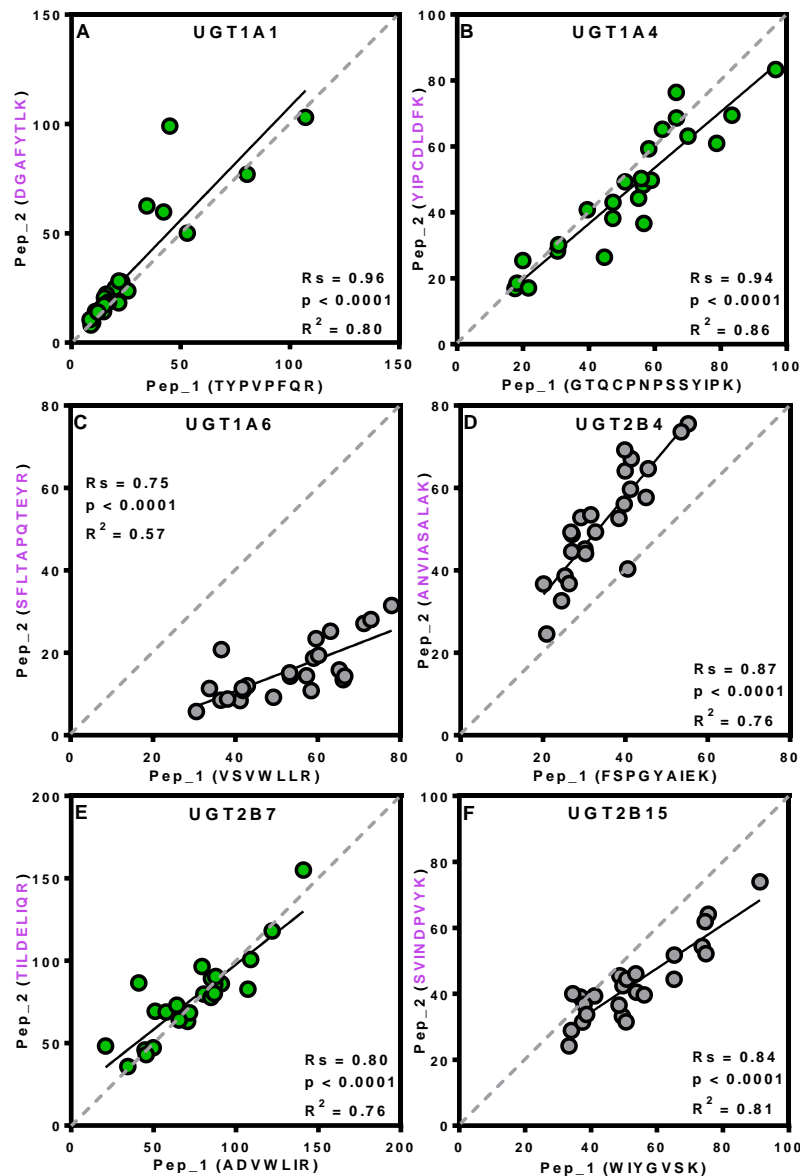 A
UGT1A1
150
100
50
0
Pep_2 (DGAFYTLK)
Rs = 0.96
p < 0.0001
R² = 0.80
0 50 100 150
Pep_1 (TYPVPFQR)
B
UGT1A4
100
80
60
40
20
0
Pep_2 (YIPCDLDFK)
Rs = 0.94
p < 0.0001
R² = 0.86
0 20 40 60 80 100
Pep_1 (GTQCPNPSSYIPK)
C
UGT1A6
80
60
40
20
0
Pep_2 (SFLTAPQTEYR)
Rs = 0.75
p < 0.0001
R² = 0.57
0 20 40 60 80
Pep_1 (VSVWLLR)
D
UGT2B4
80
60
40
20
0
Pep_2 (ANVIASALAK)
Rs = 0.87
p < 0.0001
R² = 0.76
0 20 40 60 80
Pep_1 (FSPGYAIEK)
E
UGT2B7
200
150
100
50
0
Pep_2 (TILDELIQR)
Rs = 0.80
p < 0.0001
R² = 0.76
0 50 100 150 200
Pep_1 (ADVWLIR)
F
UGT2B15
100
80
60
40
20
0
Pep_2 (SVINDPVYK)
Rs = 0.84
p < 0.0001
R² = 0.81
0 20 40 60 80 100
Pep_1 (WIYGVSK)